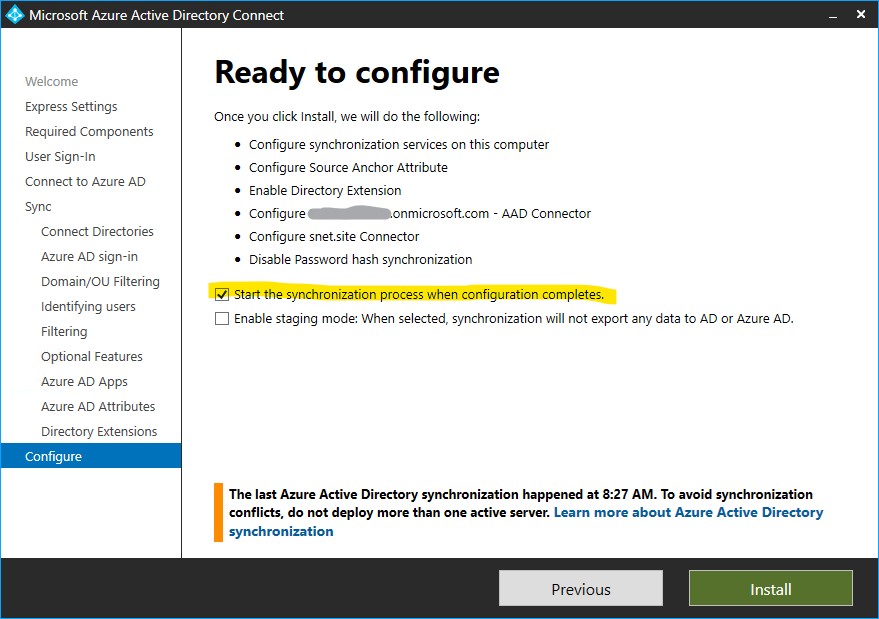 Microsoft Azure Active Directory Connect
Welcome
Express Settings
Required Components
User Sign-In
Connect to Azure AD
Sync
Connect Directories
Azure AD sign-in
Domain/OU Filtering
Identifying users
Filtering
Optional Features
Azure AD Apps
Azure AD Attributes
Directory Extensions
Configure
Ready to configure
Once you click Install, we will do the following:
Configure synchronization services on this computer
Configure Source Anchor Attribute
Enable Directory Extension
Configure .onmicrosoft.com - AAD Connector
Configure snet.site Connector
Disable Password hash synchronization
Start the synchronization process when configuration completes.
Enable staging mode: When selected, synchronization will not export any data to AD or Azure AD.
The last Azure Active Directory synchronization happened at 8:27 AM. To avoid synchronization
conflicts, do not deploy more than one active server. Learn more about Azure Active Directory
synchronization
Previous
Install